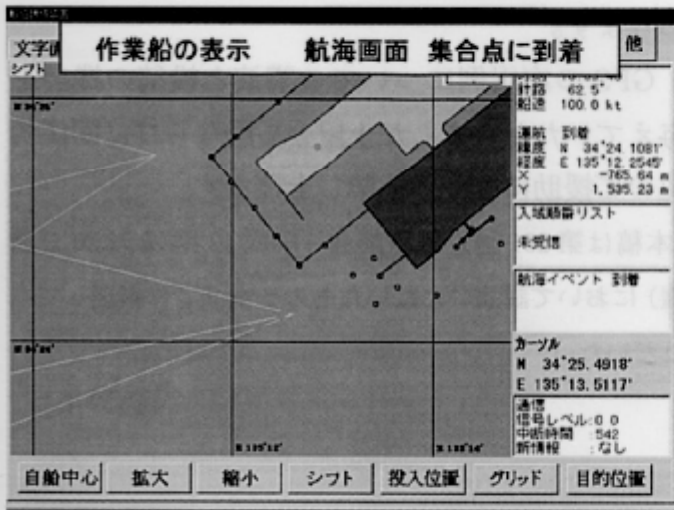 作業船の表示 航海画面 集合点に到着
他
シフト
針路 62.5°
船速 100.0 kt
運航 到着
緯度 N 34°24.1081'
経度 E 135°12.2545'
X -765.64 m
Y 1,535.23 m
入域順番リスト
未受信
航海イベント 到着
カーソル
N 34°25.4918'
E 135°13.5117'
通信
信号レベル:0 0
中断時間 :542
新情報 :なし
E 135°12'
E 135°14'
自船中心 拡大 縮小 シフト 投入位置 グリッド 目的位置